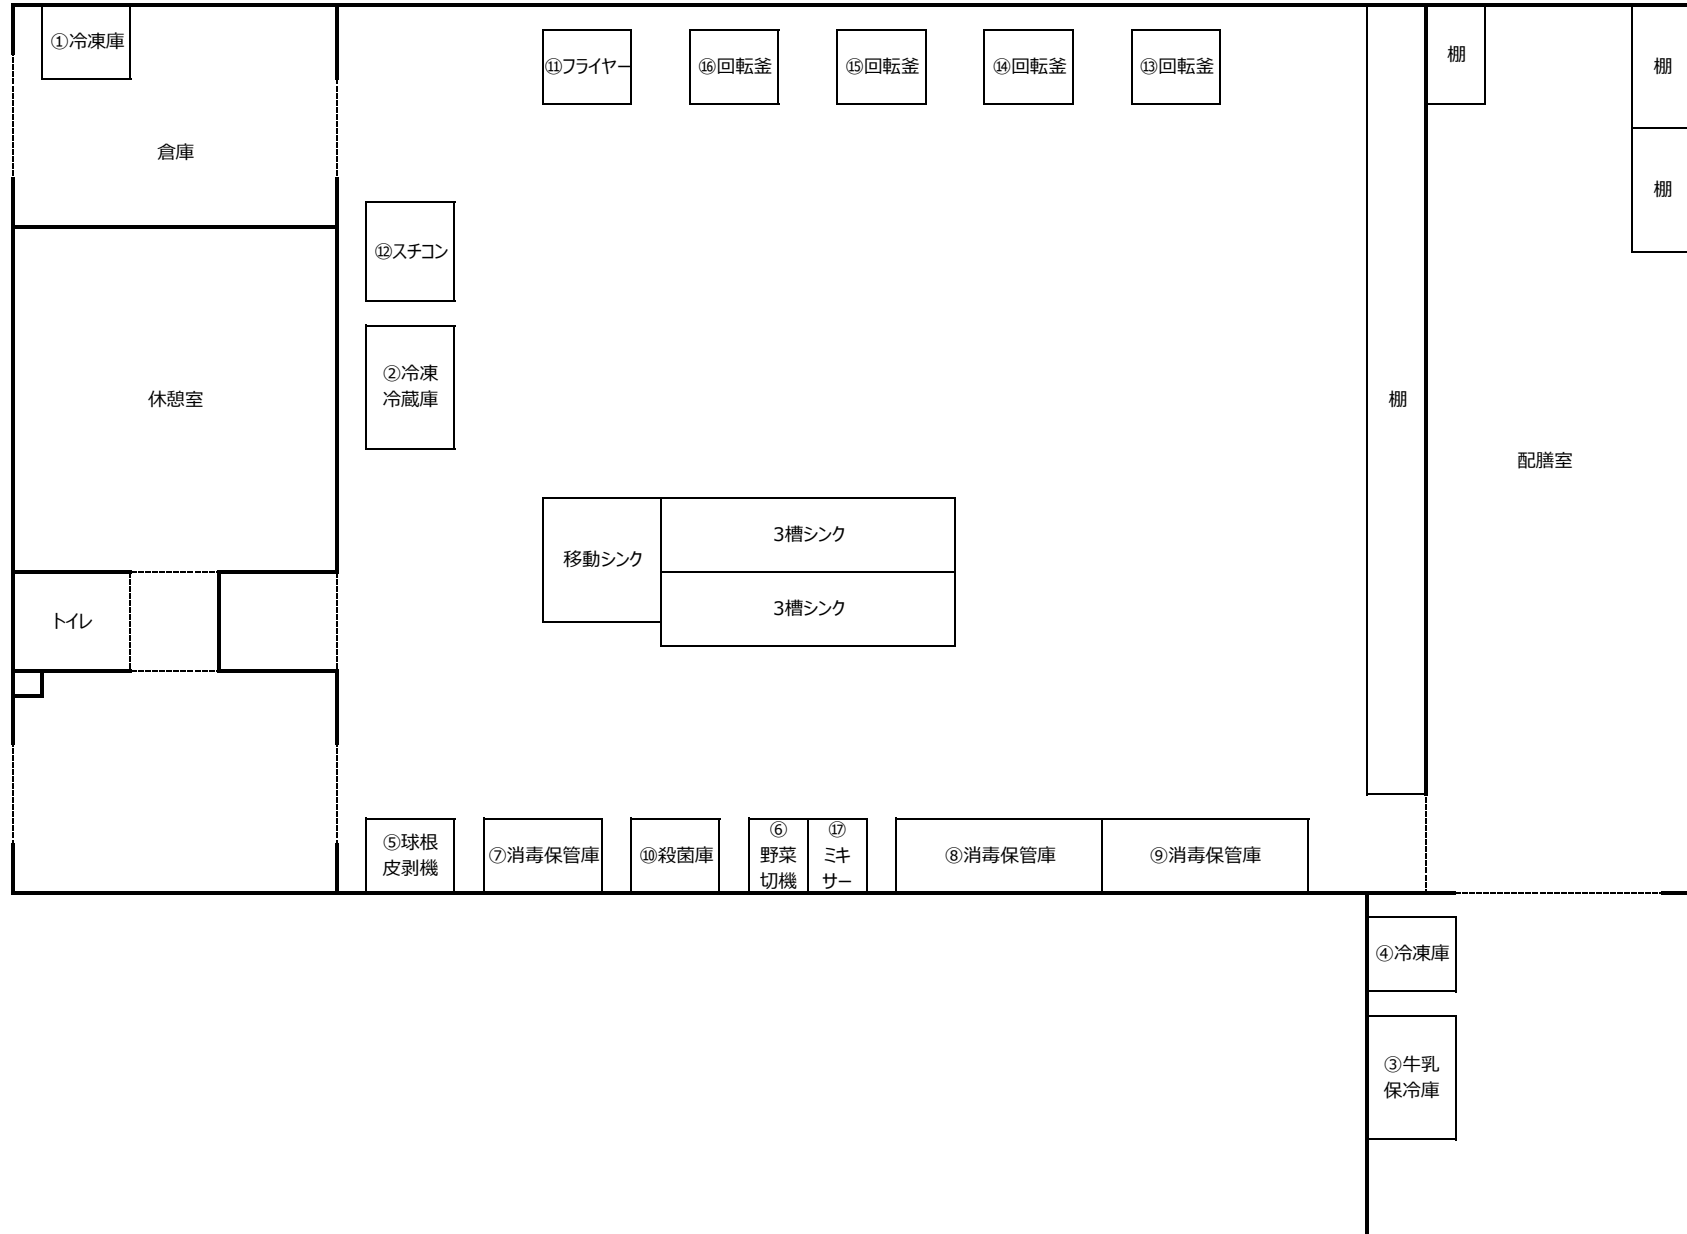 ①冷凍庫
⑪フライヤー
⑯回転釜
⑮回転釜
⑭回転釜
⑬回転釜
棚
棚
倉庫
棚
⑫スチコン
②冷凍
冷蔵庫
休憩室
棚
配膳室
移動シンク
3槽シンク
3槽シンク
トイレ
⑤球根
皮剥機
⑦消毒保管庫
⑩殺菌庫
⑥
野菜
切機
⑰
ミキ
サー
⑧消毒保管庫
⑨消毒保管庫
④冷凍庫
③牛乳
保冷庫